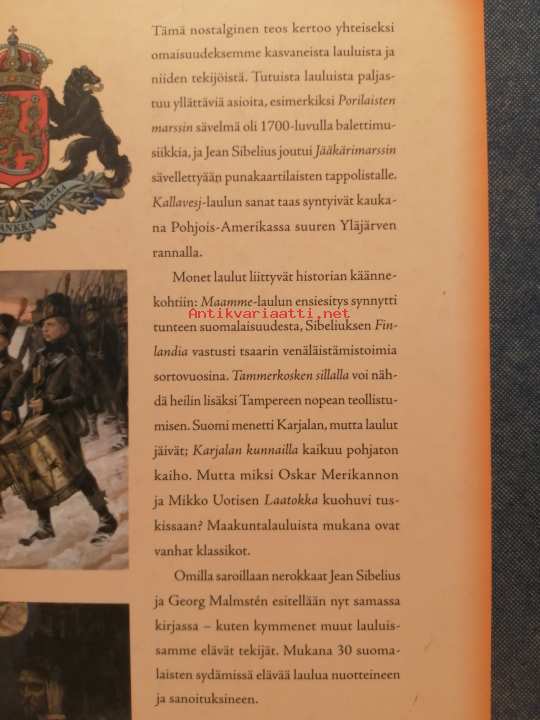 Tämä nostalginen teos kertoo yhteiseksi
omaisuudeksemme kasvaneista lauluista ja
niiden tekijöistä. Tutuista lauluista paljas-
tuu yllättäviä asioita, esimerkiksi Porilaisten
marssin sävelmä oli 1700-luvulla balettimu-
siikkia, ja Jean Sibelius joutui Jääkärimarssin
sävellettyään punakaartilaisten tappolistalle.
Kallavesj-laulun sanat taas syntyivät kauka-
na Pohjois-Amerikassa suuren Yläjärven
rannalla.
Monet laulut liittyvät historian käänne-
kohtiin: Maamme-laulun ensiesitys synnytti
Antikvariaatti.net
tunteen suomalaisuudesta, Sibeliuksen Fin-
landia vastusti tsaarin venäläistämistoimia
sortovuosina. Tammerkosken sillalla voi näh-
dä heilin lisäksi Tampereen nopean teollistu-
misen. Suomi menetti Karjalan, mutta laulut
jäivät; Karjalan kunnailla kaikuu pohjaton
kaiho. Mutta miksi Oskar Merikannon
ja Mikko Uotisen Laatokka kuohuvi tus-
kissaan? Maakuntalauluista mukana ovat
vanhat klassikot.
Omilla saroillaan nerokkaat Jean Sibelius
ja Georg Malmstén esitellään nyt samassa
kirjassa – kuten kymmenet muut lauluis-
samme elävät tekijät. Mukana 30 suoma-
laisten sydämissä elävää laulua nuotteineen
ja sanoituksineen.
ANKKA VAKAA